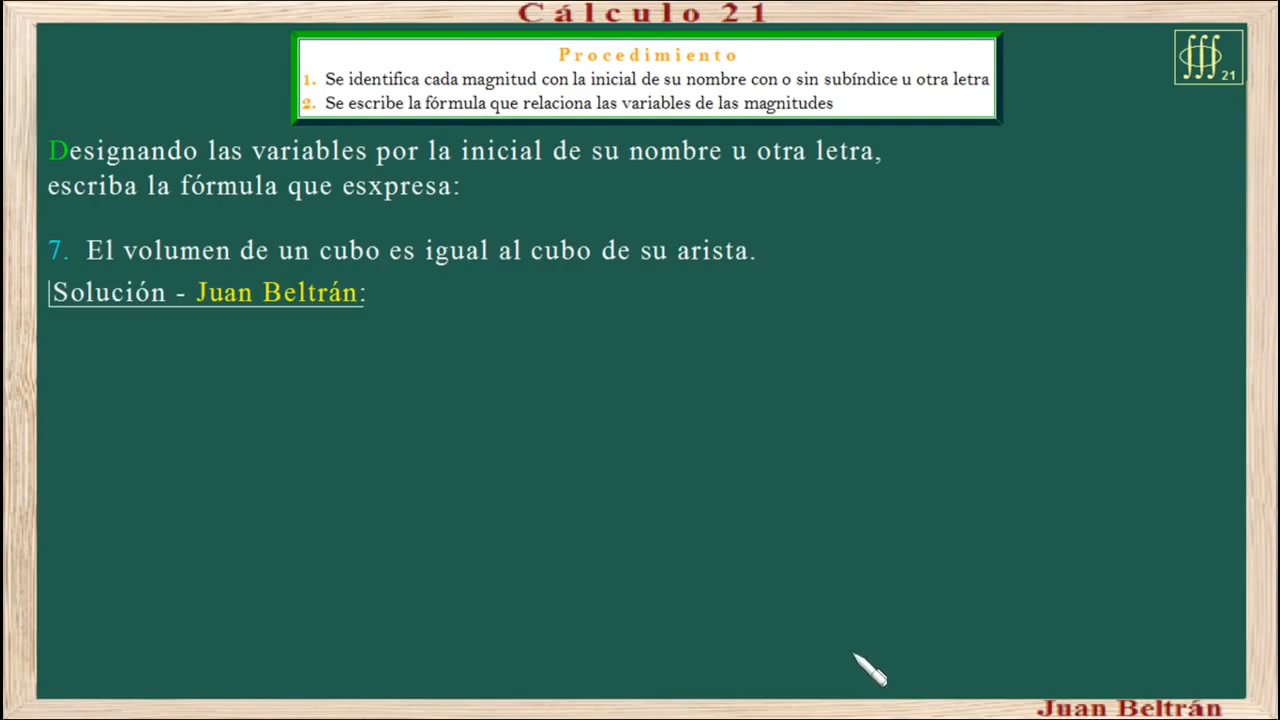 Cálculo 21
Procedimiento
1. Se identifica cada magnitud con la inicial de su nombre con o sin subíndice u otra letra
2. Se escribe la fórmula que relaciona las variables de las magnitudes
∫∫∫ 21
Designando las variables por la inicial de su nombre u otra letra,
escriba la fórmula que esxpresa:
7. El volumen de un cubo es igual al cubo de su arista.
Solución - Juan Beltrán:
Juan Beltrán